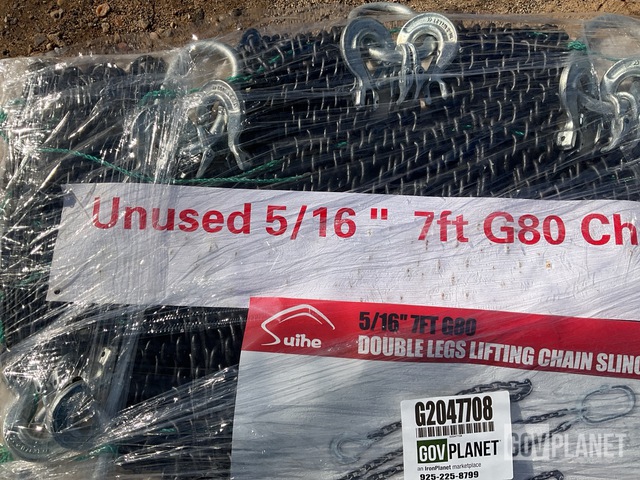 Unused 5/16" 7ft G80 Ch
Suihe
5/16" 7FT G80
DOUBLE LEGS LIFTING CHAIN SLING
G2047708
GOVPLANET
an IronPlanet marketplace
925-225-8799
GOVPLANET